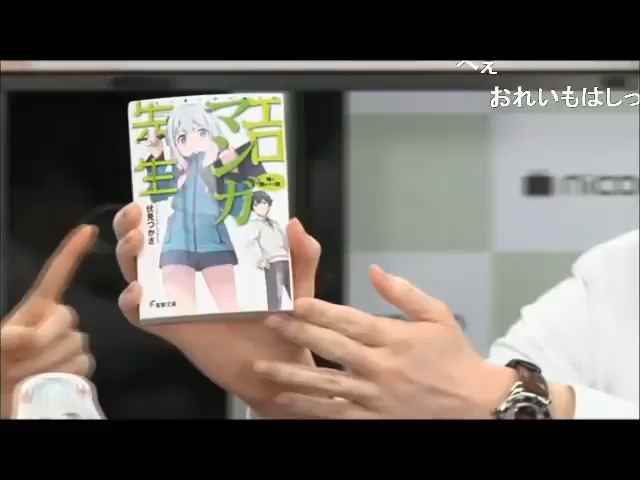 へぇ
おれいもはしっ
エロ
マンガ
先生
伏見つかさ
電撃文庫
nico